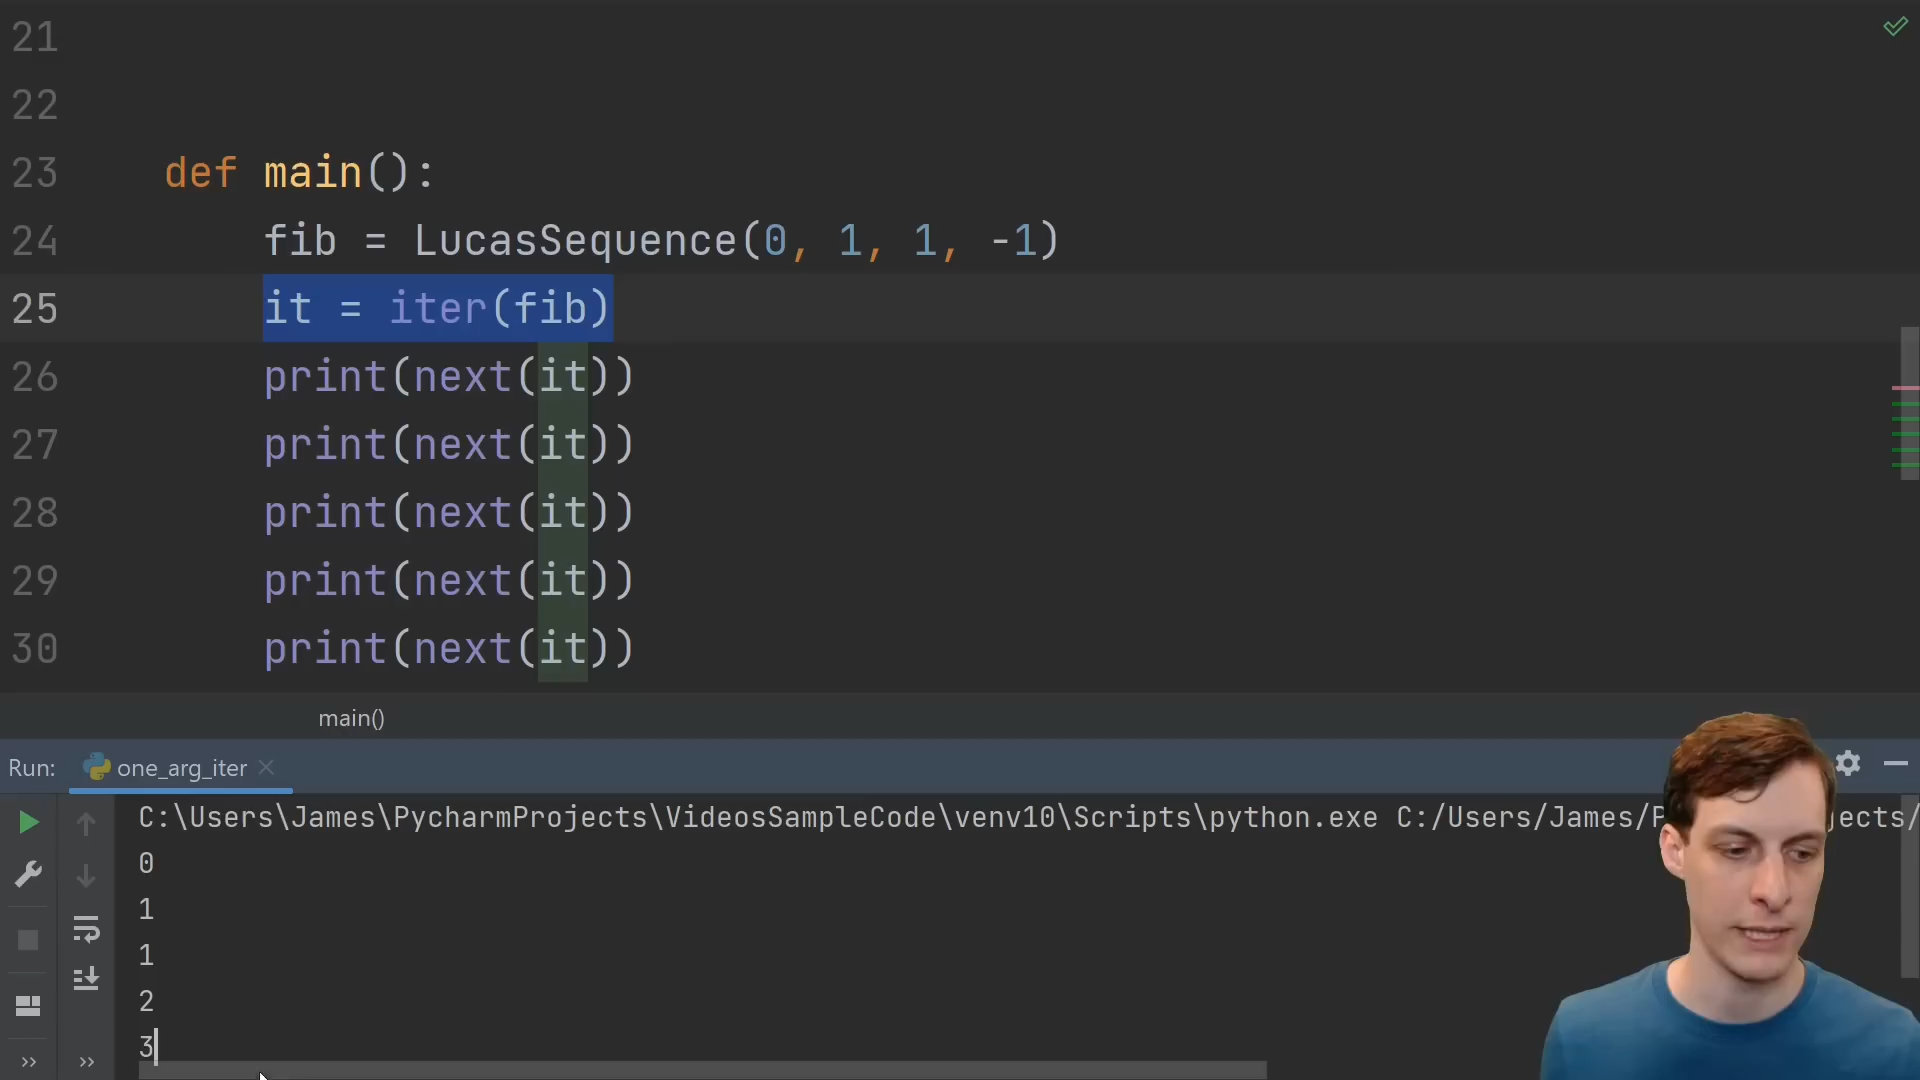 21
22
23 def main():
24 fib = LucasSequence(0, 1, 1, -1)
25 it = iter(fib)
26 print(next(it))
27 print(next(it))
28 print(next(it))
29 print(next(it))
30 print(next(it))
main()
Run: one_arg_iter
C:\Users\James\PycharmProjects\VideosSampleCode\venv10\Scripts\python.exe C:/Users/James/P jects/
0
1
1
2
3